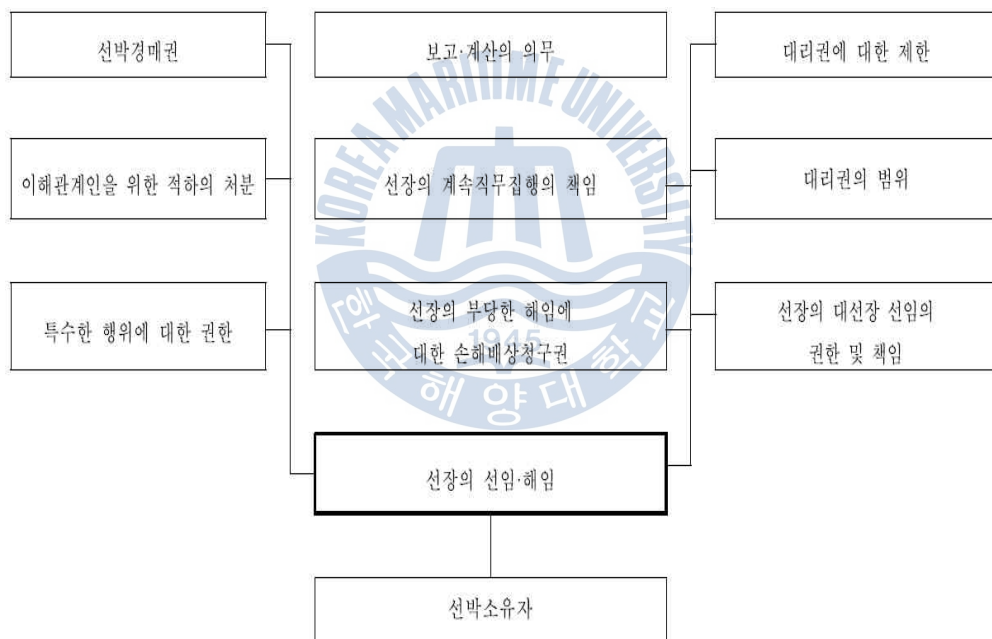 선박경매권
보고·계산의 의무
대리권에 대한 제한
이해관계인을 위한 적하의 처분
선장의 계속직무집행의 책임
대리권의 범위
특수한 행위에 대한 권한
선장의 부당한 해임에
대한 손해배상청구권
선장의 대선장 선임의
권한 및 책임
선장의 선임·해임
선박소유자
KOREA MARITIME UNIVERSITY
1945
한국해양대학교